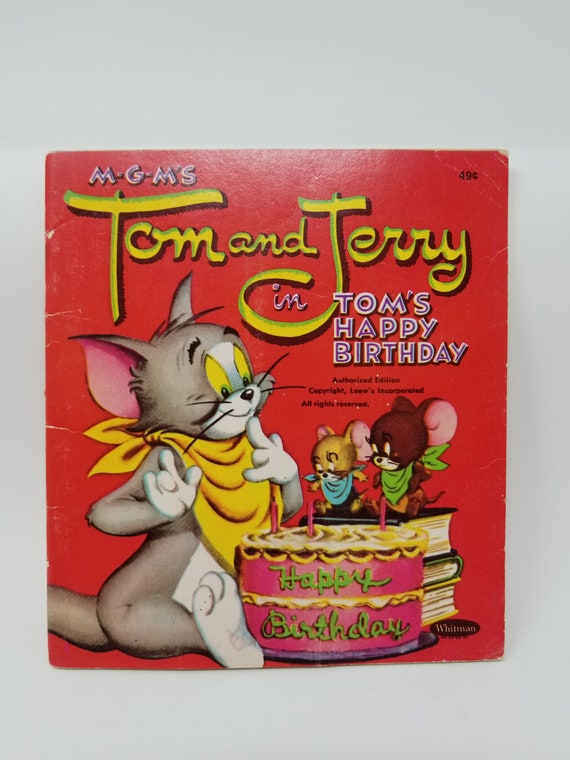 M-G-M'S
49¢
Tom and Jerry
in TOM'S
HAPPY
BIRTHDAY
Authorized Edition
Copyright, Loew's Incorporated
All rights reserved.
Happy
Birthday
Whitman